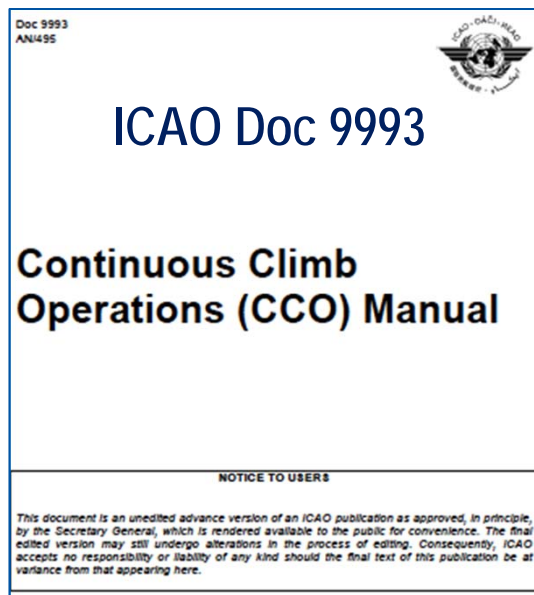 Doc 9993
AN/495
ICAO · OACI · ИКАО
ICAO Doc 9993
Continuous Climb
Operations (CCO) Manual
NOTICE TO USERS
This document is an unedited advance version of an ICAO publication as approved, in principle,
by the Secretary General, which is rendered available to the public for convenience. The final
edited version may still undergo alterations in the process of editing. Consequently, ICAO
accepts no responsibility or liability of any kind should the final text of this publication be at
variance from that appearing here.